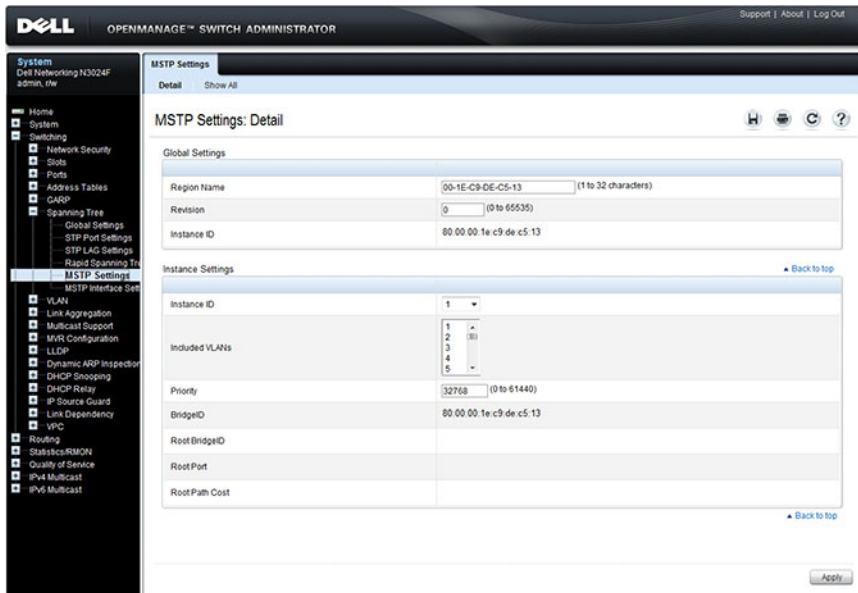 Support | About | Log Out
DELL OPENMANAGE™ SWITCH ADMINISTRATOR
System
Dell Networking N3024F
admin, r/w
Home
System
Switching
Network Security
Slots
Ports
Address Tables
GARP
Spanning Tree
Global Settings
STP Port Settings
STP LAG Settings
Rapid Spanning Tre
MSTP Settings
MSTP Interface Sett
VLAN
Link Aggregation
Multicast Support
MVR Configuration
LLDP
Dynamic ARP Inspection
DHCP Snooping
DHCP Relay
IP Source Guard
Link Dependency
VPC
Routing
Statistics/RMON
Quality of Service
IPv4 Multicast
IPv6 Multicast
MSTP Settings
Detail Show All
MSTP Settings: Detail
Global Settings
Region Name 00-1E-C9-DE-C5-13 (1 to 32 characters)
Revision 0 (0 to 65535)
Instance ID 80:00:00:1e:c9:de:c5:13
Instance Settings Back to top
Instance ID 1
Included VLANs 1
2
3
4
5
Priority 32768 (0 to 61440)
BridgeID 80:00:00:1e:c9:de:c5:13
Root BridgeID
Root Port
Root Path Cost
Back to top
Apply